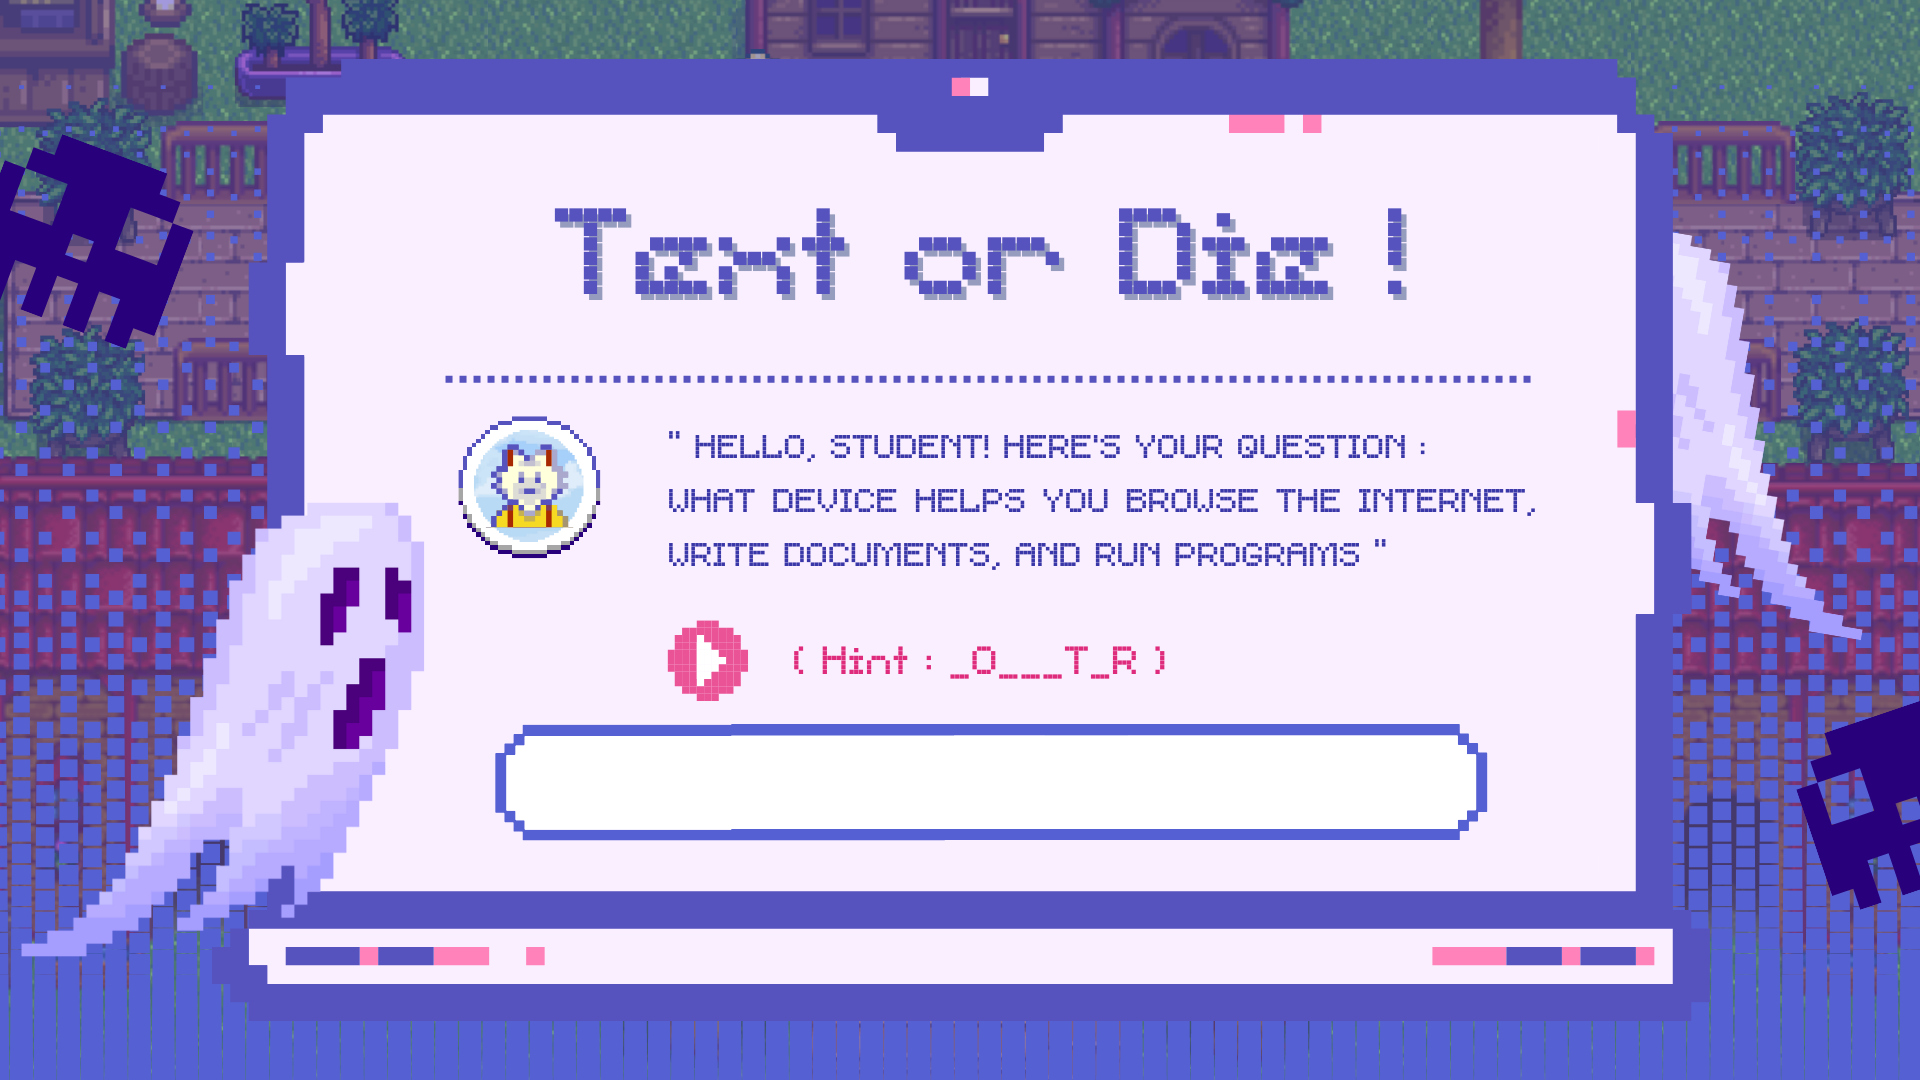 Text or Die !
" HELLO, STUDENT! HERE'S YOUR QUESTION :
WHAT DEVICE HELPS YOU BROWSE THE INTERNET,
WRITE DOCUMENTS, AND RUN PROGRAMS "
( Hint : _O___T_R )